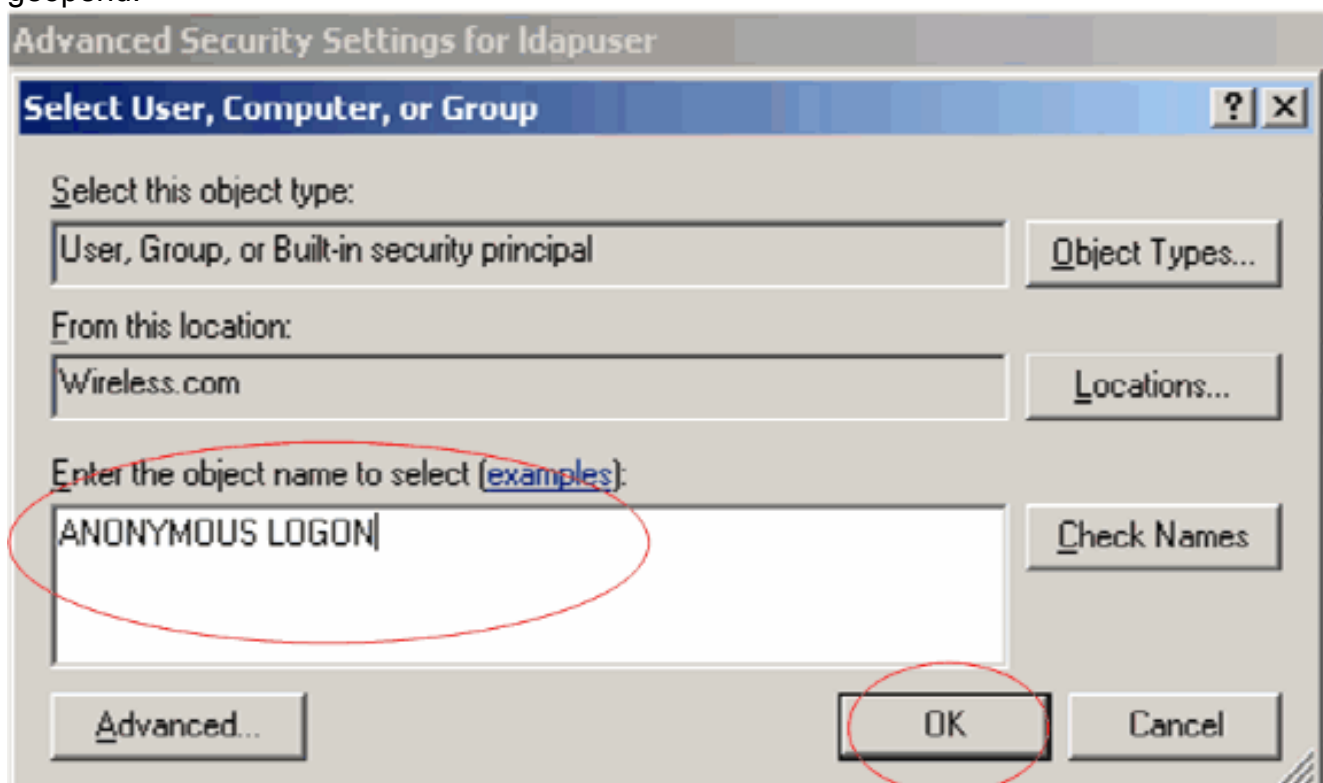 geopend.
Advanced Security Settings for ldapuser
Select User, Computer, or Group
Select this object type:
User, Group, or Built-in security principal
Object Types...
From this location:
Wireless.com
Locations...
Enter the object name to select (examples):
ANONYMOUS LOGON
Check Names
Advanced...
OK
Cancel